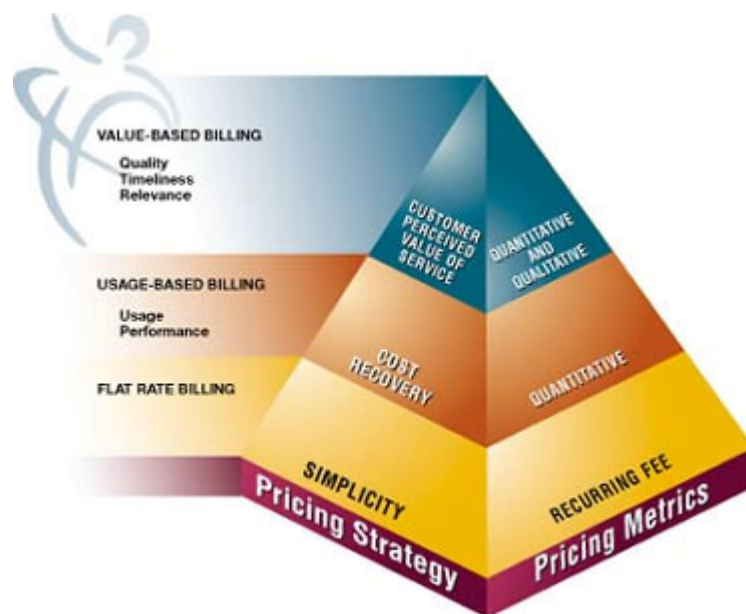 VALUE-BASED BILLING
Quality
Timeliness
Relevance
CUSTOMER
PERCEIVED
VALUE OF
SERVICE
QUANTITATIVE
AND
QUALITATIVE
USAGE-BASED BILLING
Usage
Performance
COST
RECOVERY
QUANTITATIVE
FLAT RATE BILLING
SIMPLICITY
RECURRING FEE
Pricing Strategy
Pricing Metrics